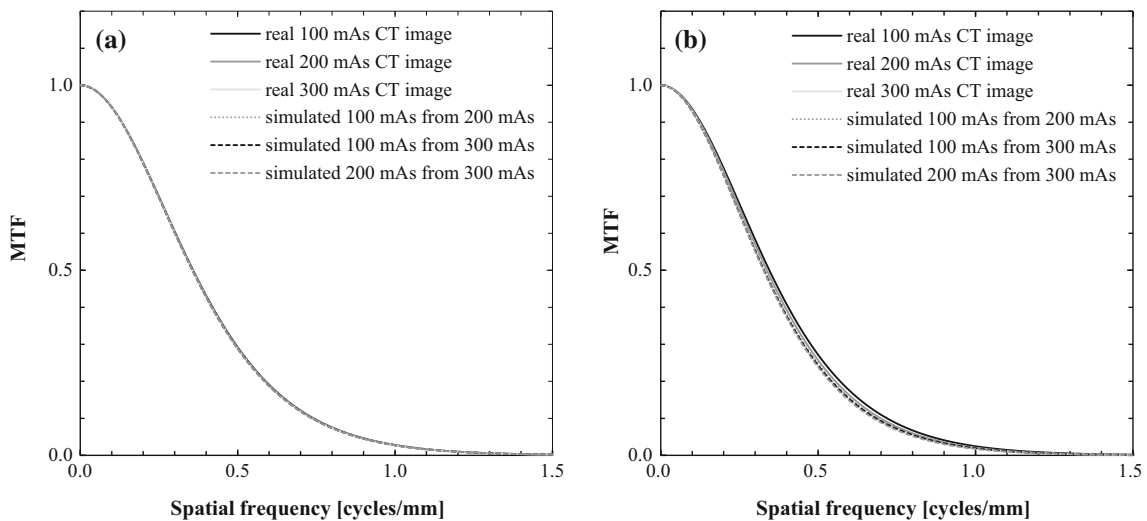 (a)
real 100 mAs CT image
real 200 mAs CT image
real 300 mAs CT image
simulated 100 mAs from 200 mAs
simulated 100 mAs from 300 mAs
simulated 200 mAs from 300 mAs
1.0
0.5
0.0
MTF
0.0 0.5 1.0 1.5
Spatial frequency [cycles/mm]
(b)
real 100 mAs CT image
real 200 mAs CT image
real 300 mAs CT image
simulated 100 mAs from 200 mAs
simulated 100 mAs from 300 mAs
simulated 200 mAs from 300 mAs
1.0
0.5
0.0
MTF
0.0 0.5 1.0 1.5
Spatial frequency [cycles/mm]